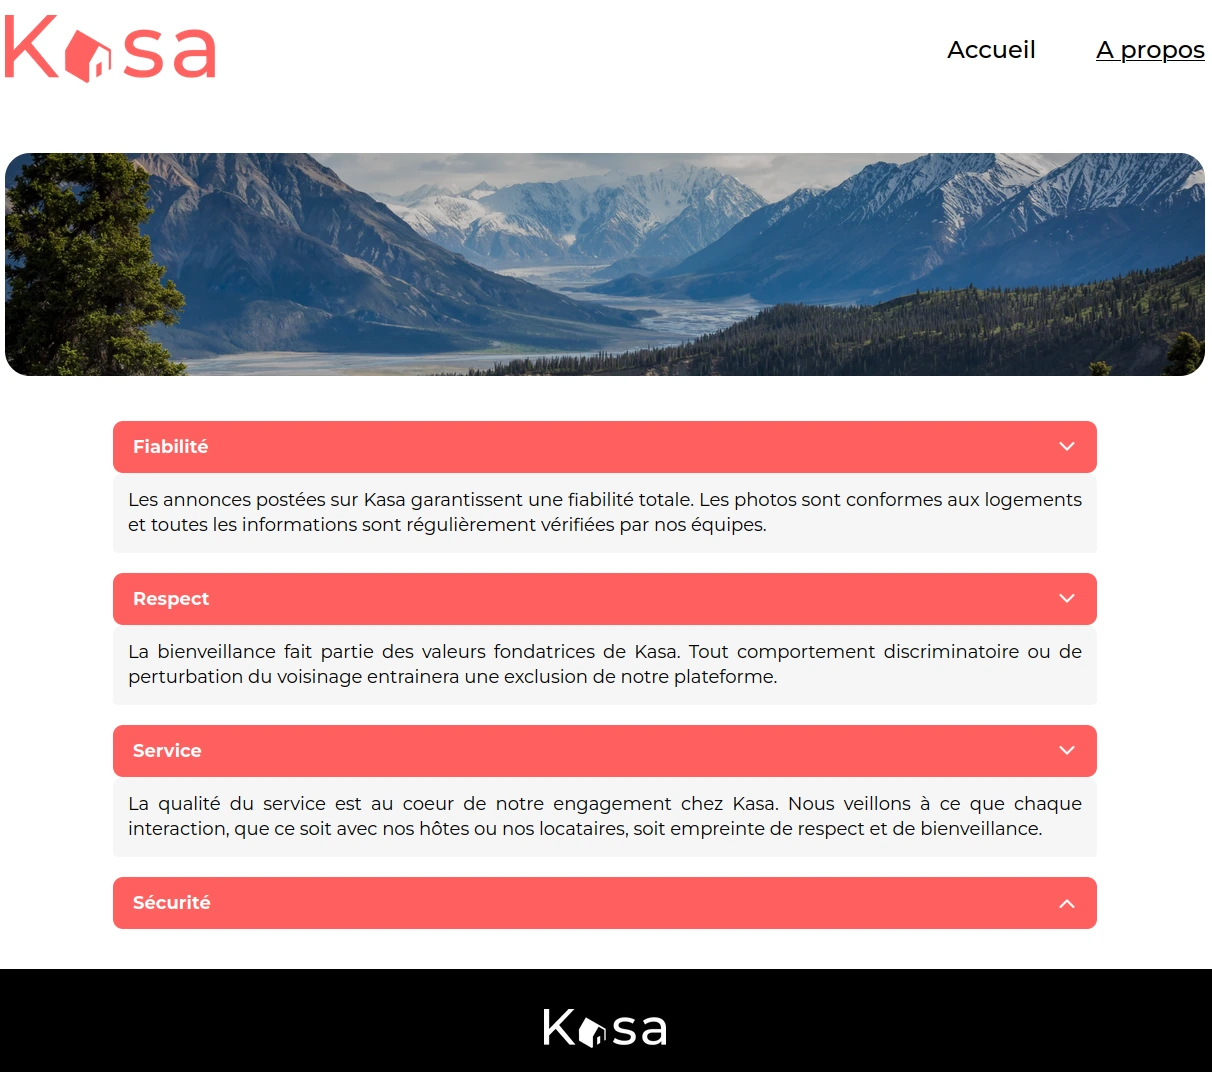 Kasa
Accueil
A propos
Fiabilité
Les annonces postées sur Kasa garantissent une fiabilité totale. Les photos sont conformes aux logements
et toutes les informations sont régulièrement vérifiées par nos équipes.
Respect
La bienveillance fait partie des valeurs fondatrices de Kasa. Tout comportement discriminatoire ou de
perturbation du voisinage entrainera une exclusion de notre plateforme.
Service
La qualité du service est au coeur de notre engagement chez Kasa. Nous veillons à ce que chaque
interaction, que ce soit avec nos hôtes ou nos locataires, soit empreinte de respect et de bienveillance.
Sécurité
Kasa